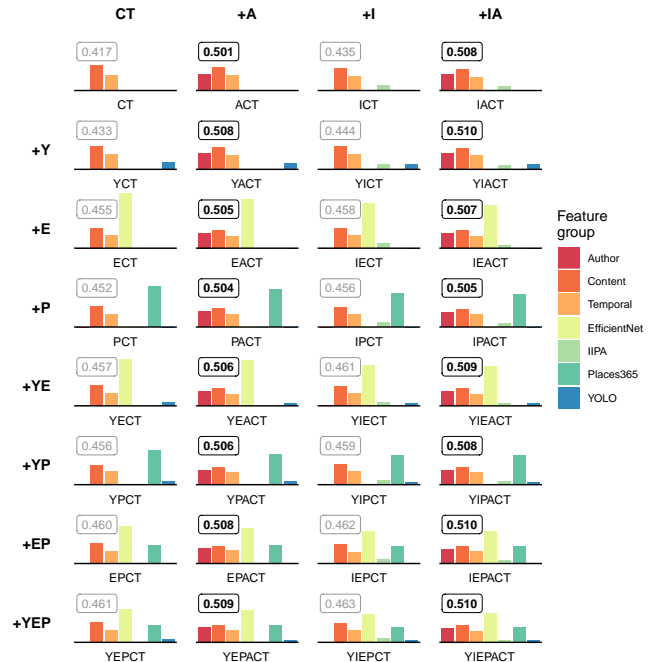 CT +A +I +IA
0.417 0.501 0.435 0.508
CT ACT ICT IACT
+Y
0.433 0.508 0.444 0.510
YCT YACT YICT YIACT
+E
0.455 0.505 0.458 0.507
ECT EACT IECT IEACT
+P
0.452 0.504 0.456 0.505
PCT PACT IPCT IPACT
+YE
0.457 0.506 0.461 0.509
YECT YEACT YIECT YIEACT
+YP
0.456 0.506 0.459 0.508
YPCT YPACT YIPCT YIPACT
+EP
0.460 0.508 0.462 0.510
EPCT EPACT IEPCT IEPACT
+YEP
0.461 0.509 0.463 0.510
YEPCT YEPACT YIEPCT YIEPACT
Feature
group
Author
Content
Temporal
EfficientNet
IIPA
Places365
YOLO